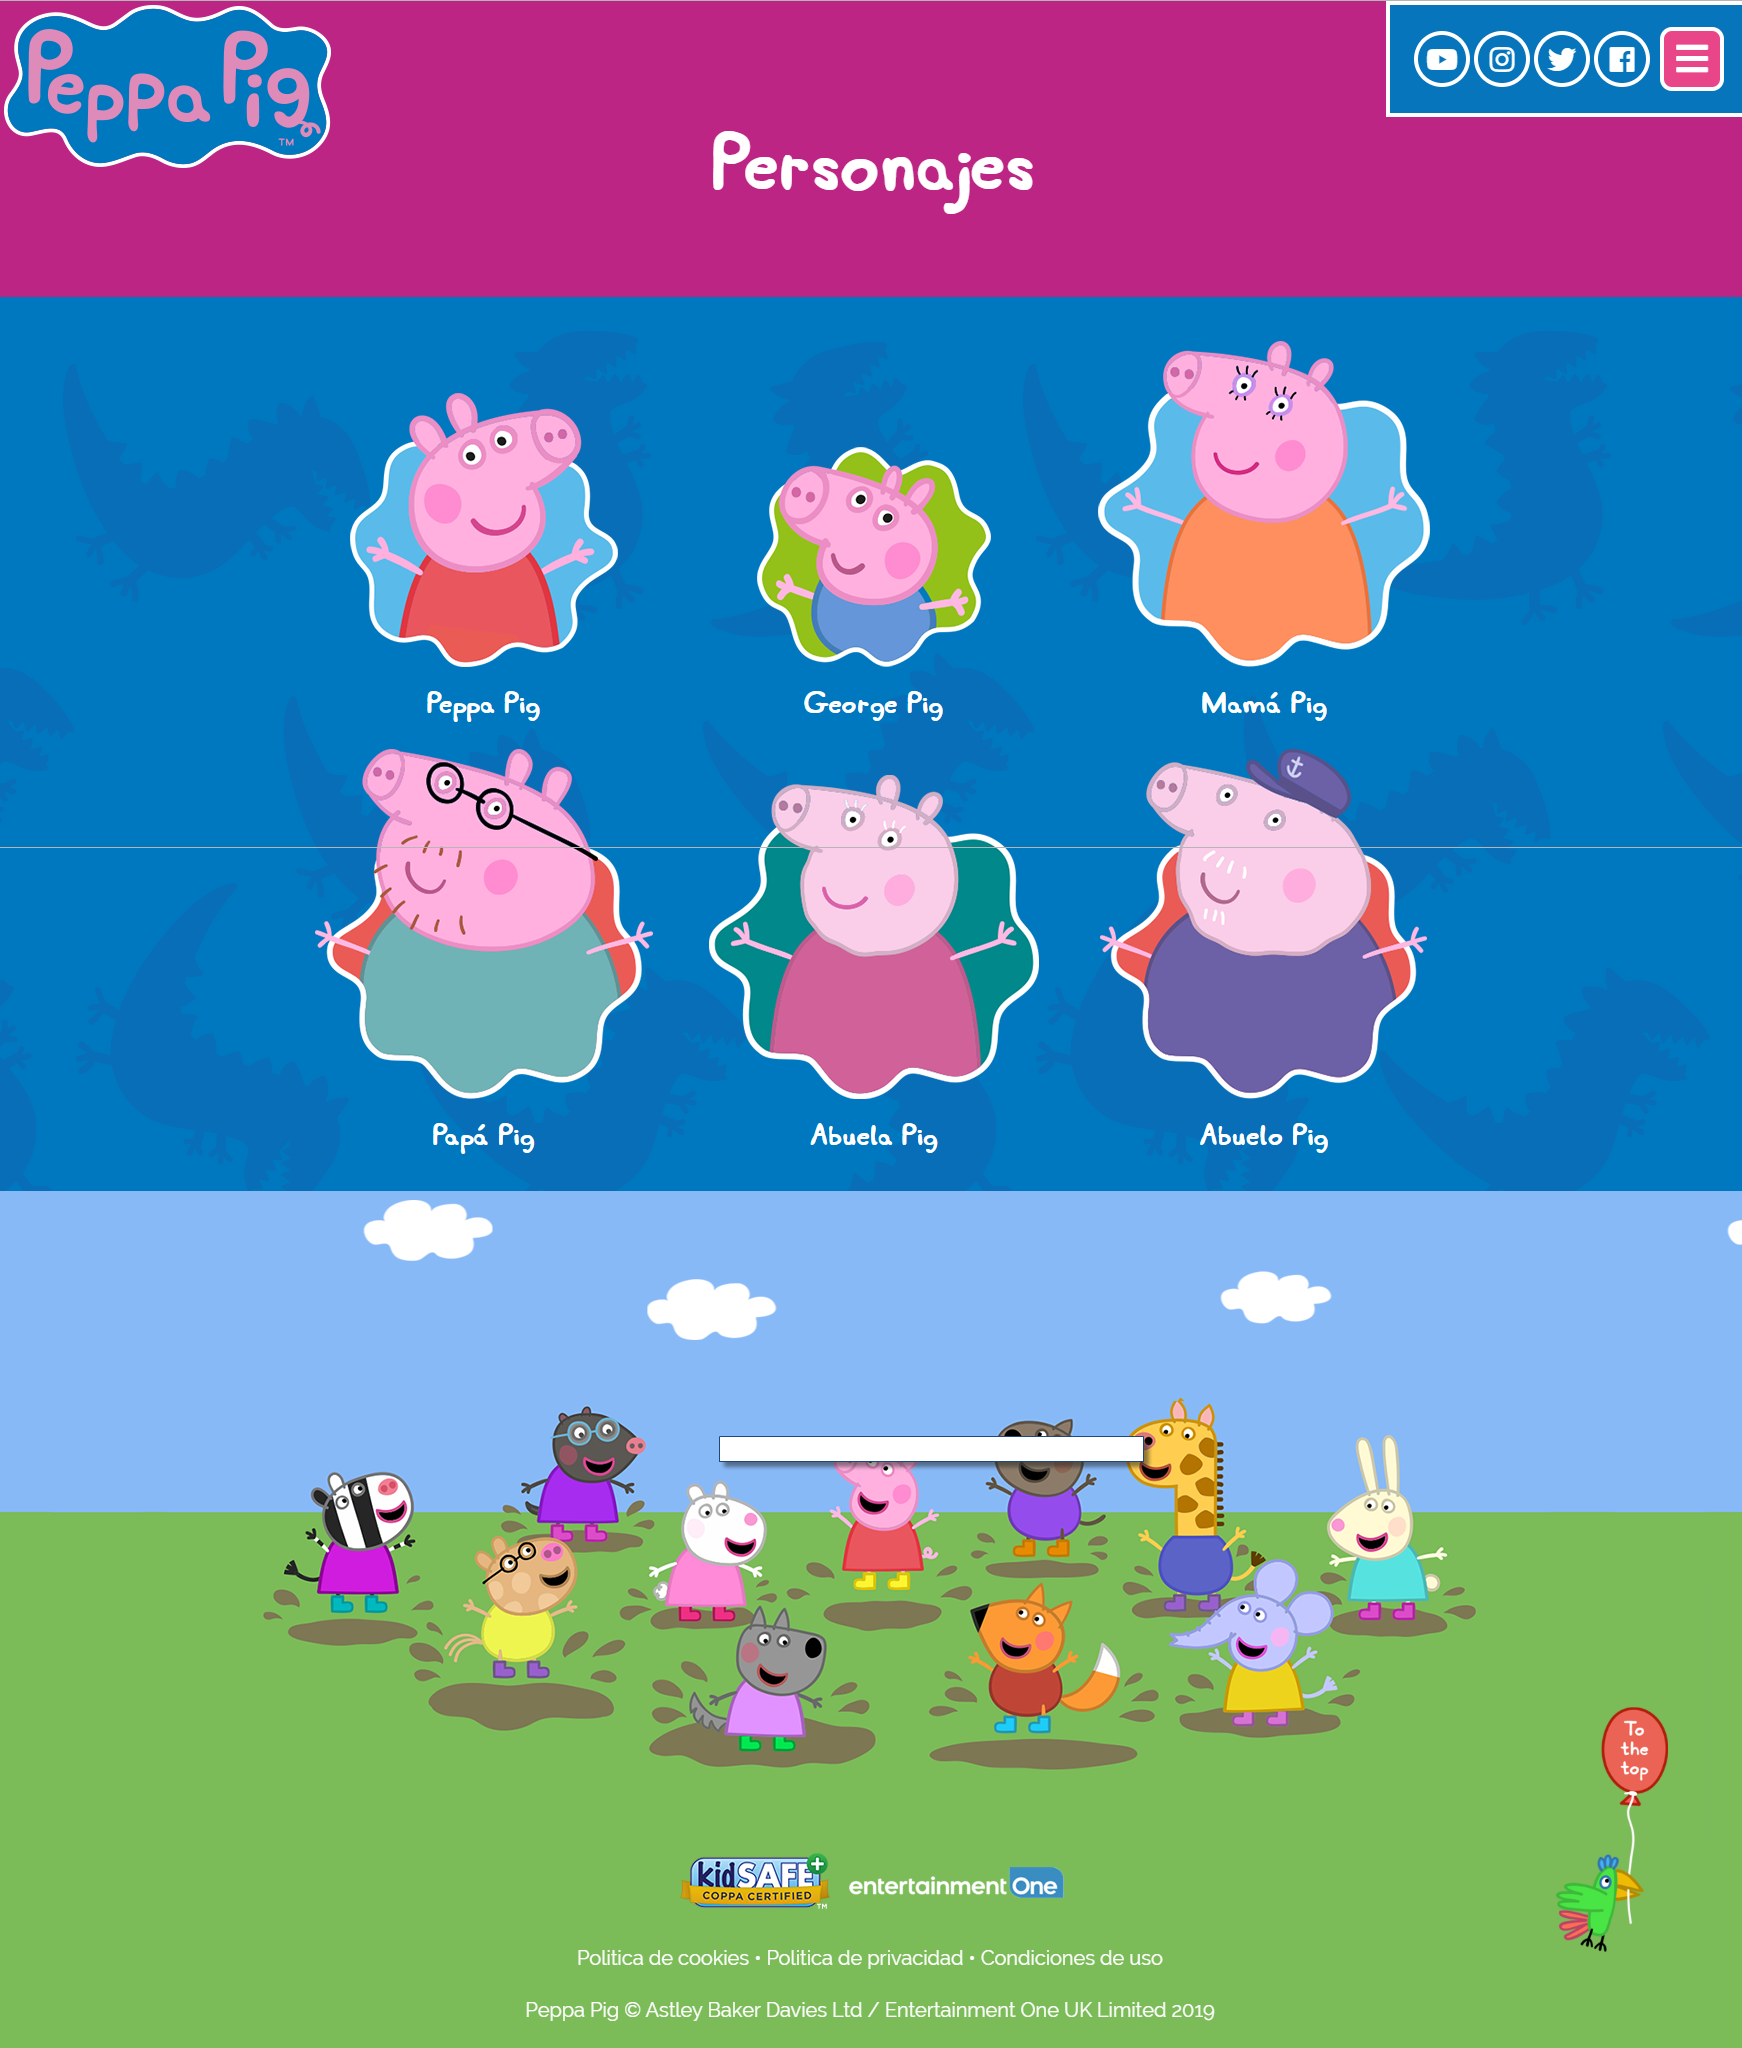 Peppa Pig
TM
Personajes
Peppa Pig
George Pig
Mamá Pig
Papá Pig
Abuela Pig
Abuelo Pig
To
the
top
kidSAFE+
COPPA CERTIFIED
TM
entertainment One
Politica de cookies • Politica de privacidad • Condiciones de uso
Peppa Pig © Astley Baker Davies Ltd / Entertainment One UK Limited 2019